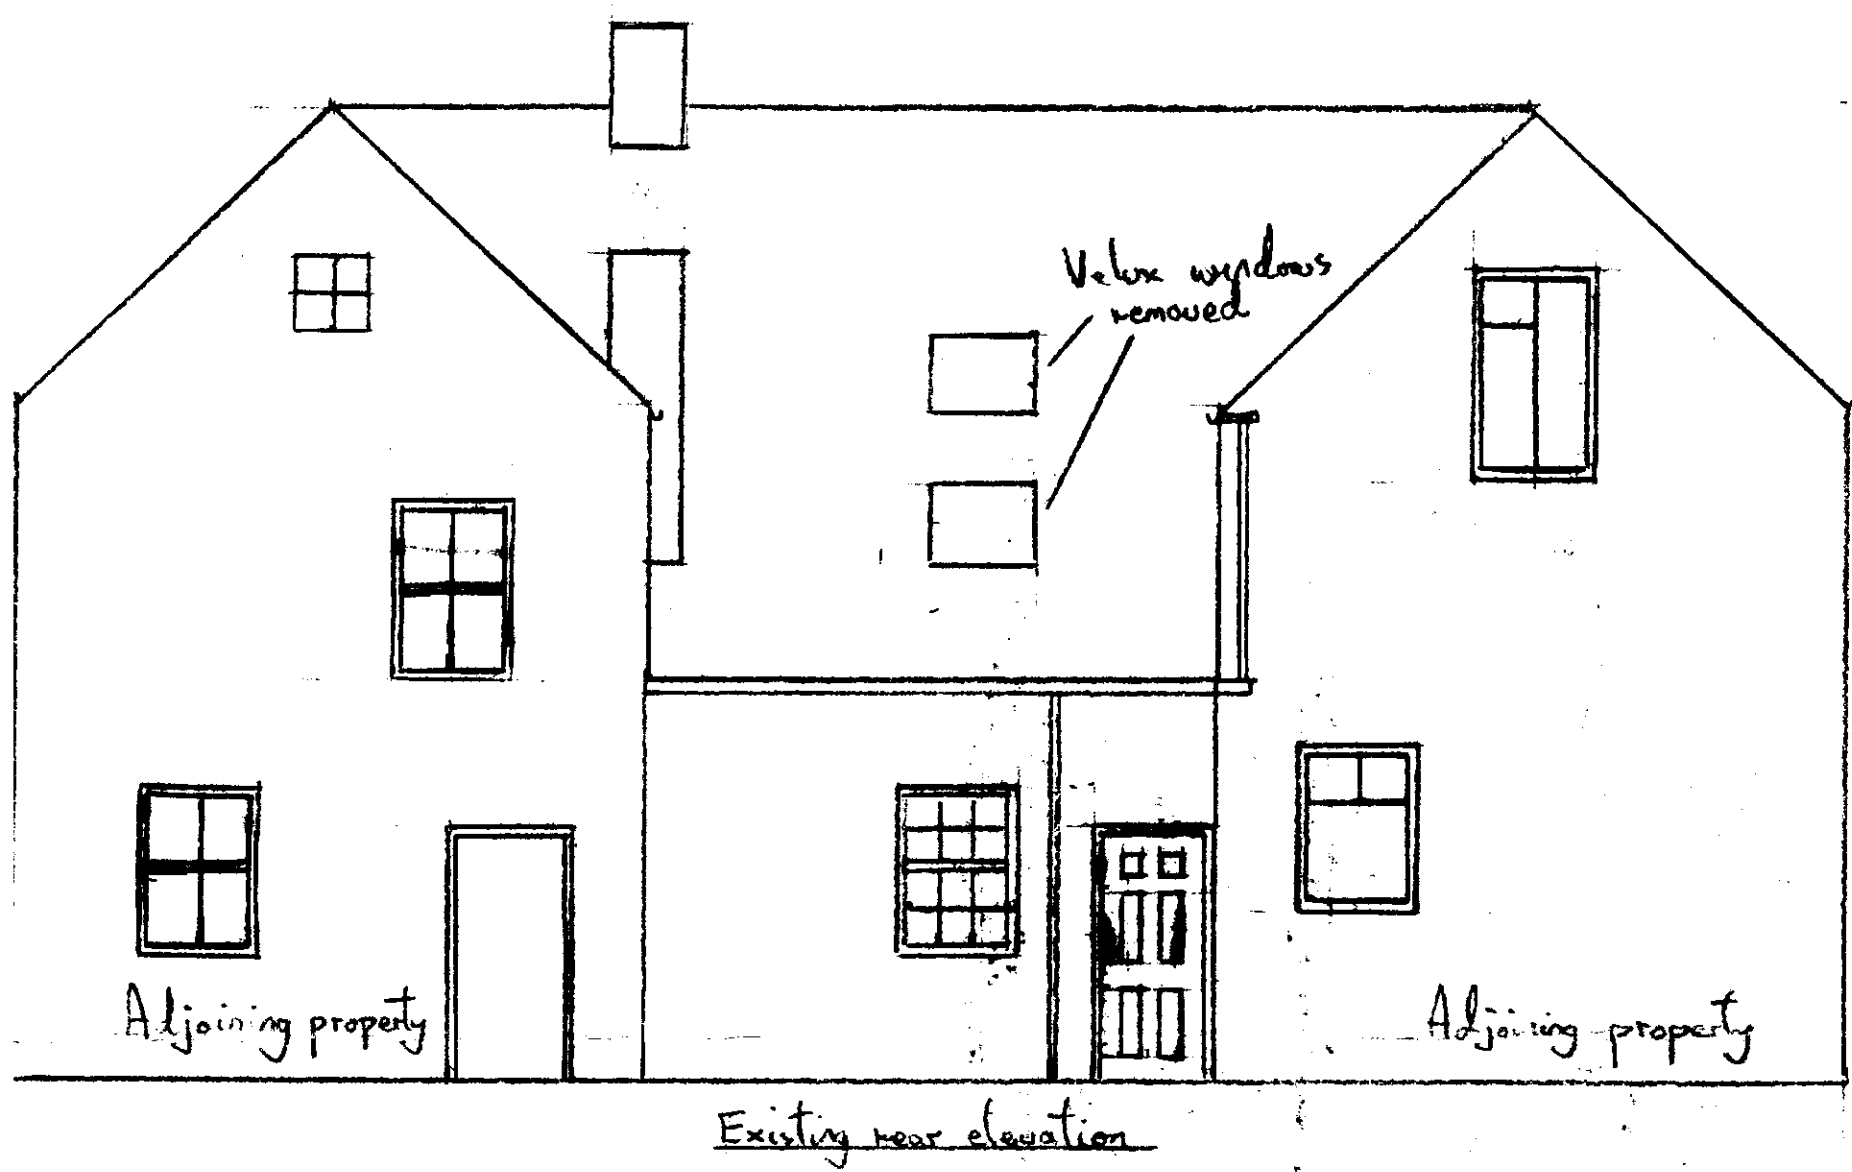 Velux windows
removed
Adjoining property
Adjoining property
Existing rear elevation